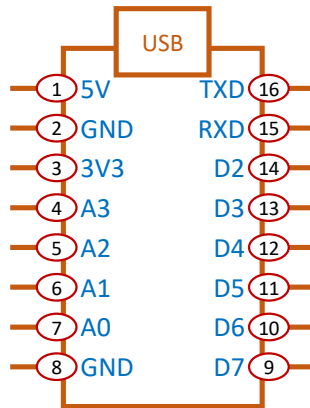 USB
1 5V TXD 16
2 GND RXD 15
3 3V3 D2 14
4 A3 D3 13
5 A2 D4 12
6 A1 D5 11
7 A0 D6 10
8 GND D7 9